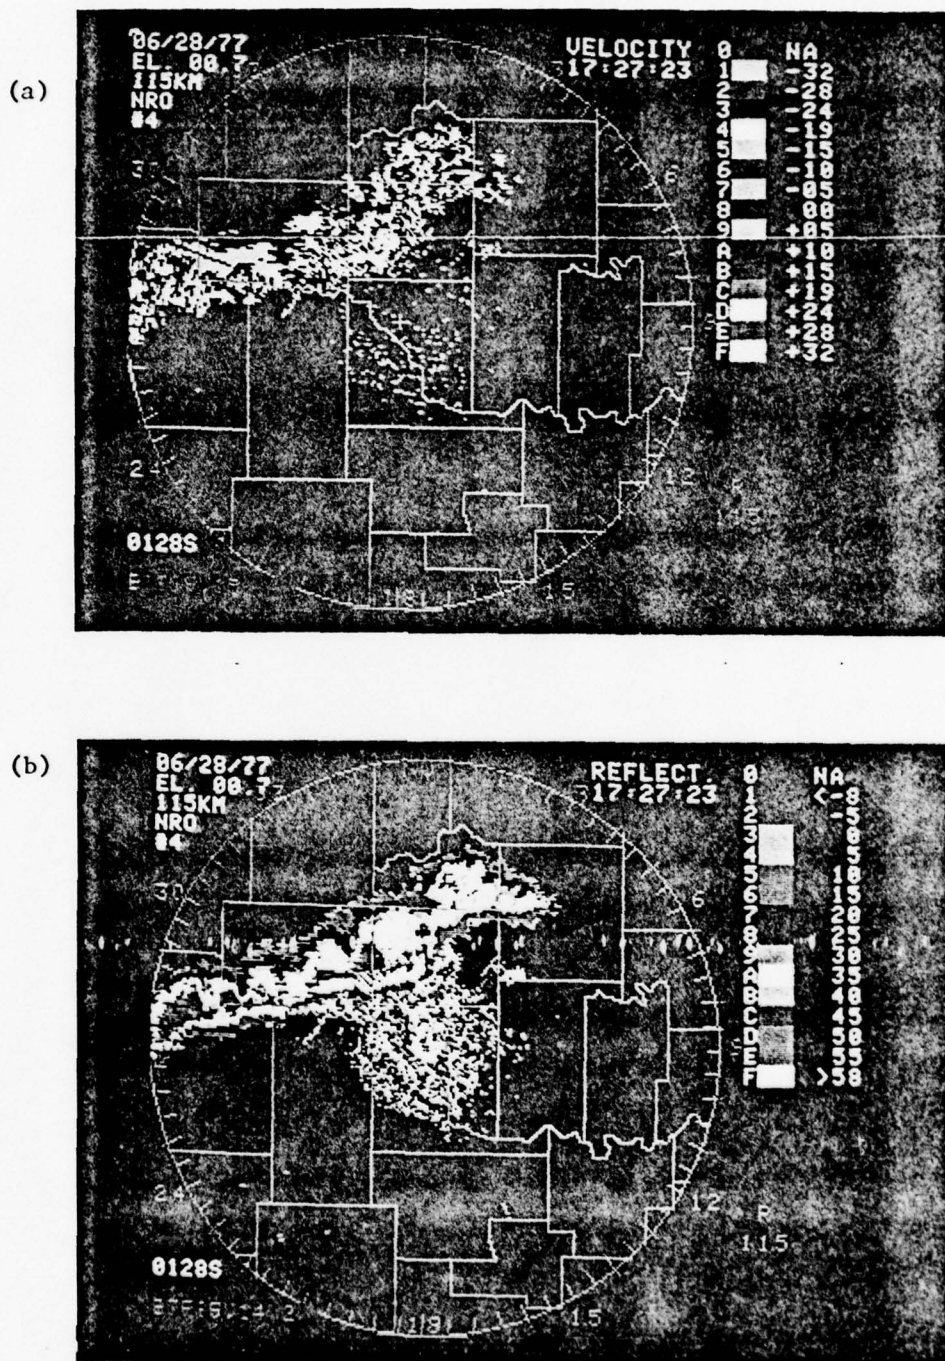 (a)
06/28/77
EL. 00.7
115KM
NRO
#4
VELOCITY
17:27:23
0 NA
1 -32
2 -28
3 -24
4 -19
5 -15
6 -10
7 -05
8 00
9 +05
A +10
B +15
C +19
D +24
E +28
F +32
6
24
12
15
18
0128S
(b)
06/28/77
EL. 00.7
115KM
NRO
#4
REFLECT.
17:27:23
0 NA
1 <-8
2 -5
3 0
4 5
5 10
6 15
7 20
8 25
9 30
A 35
B 40
C 45
D 50
E 55
F >58
30
6
24
12
R
115
15
18
0128S